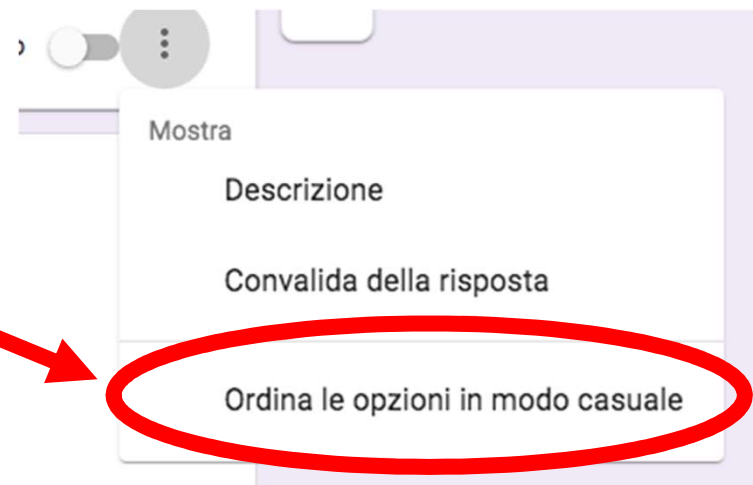 Mostra
Descrizione
Convalida della risposta
Ordina le opzioni in modo casuale